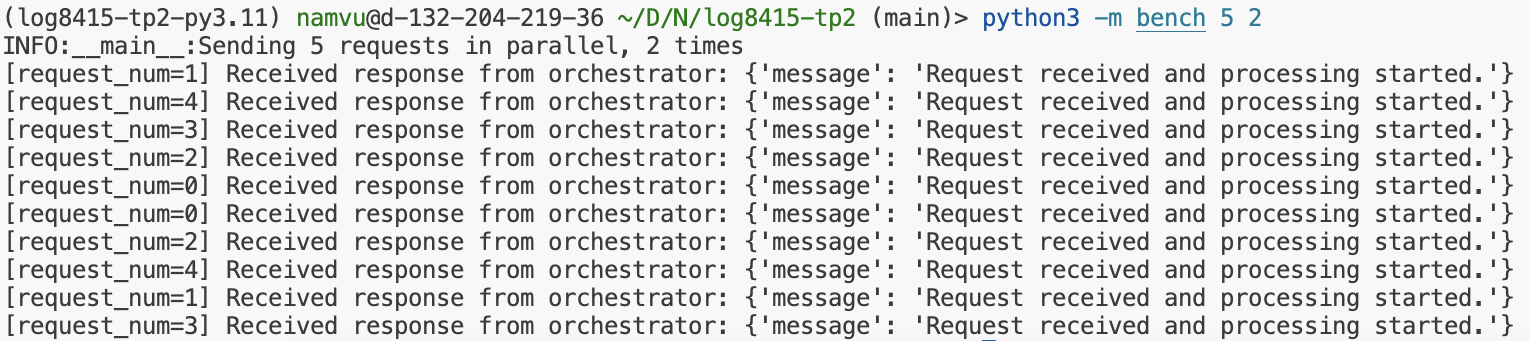 (log8415-tp2-py3.11) namvu@d-132-204-219-36 ~/D/N/log8415-tp2 (main)> python3 -m bench 5 2
INFO:__main__:Sending 5 requests in parallel, 2 times
[request_num=1] Received response from orchestrator: {'message': 'Request received and processing started.'}
[request_num=4] Received response from orchestrator: {'message': 'Request received and processing started.'}
[request_num=3] Received response from orchestrator: {'message': 'Request received and processing started.'}
[request_num=2] Received response from orchestrator: {'message': 'Request received and processing started.'}
[request_num=0] Received response from orchestrator: {'message': 'Request received and processing started.'}
[request_num=0] Received response from orchestrator: {'message': 'Request received and processing started.'}
[request_num=2] Received response from orchestrator: {'message': 'Request received and processing started.'}
[request_num=4] Received response from orchestrator: {'message': 'Request received and processing started.'}
[request_num=1] Received response from orchestrator: {'message': 'Request received and processing started.'}
[request_num=3] Received response from orchestrator: {'message': 'Request received and processing started.'}